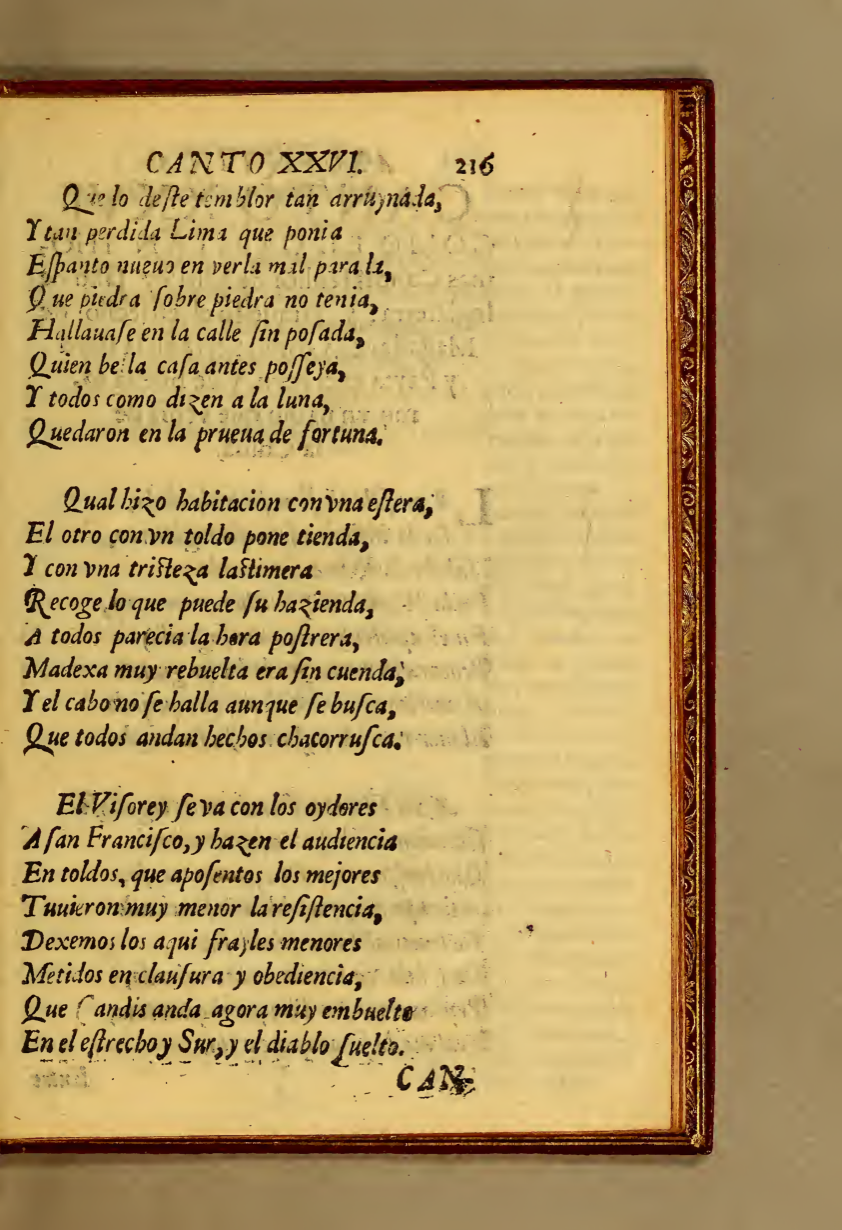 CANTO XXVI. 216
Que lo deſte temblor tan arruynada,
Y tan perdida Lima que ponia
Eſpanto nueuo en verla mal parada,
Que piedra ſobre piedra no tenia,
Hallauaſe en la calle ſin poſada,
Quien bella caſa antes poſſeya,
Y todos como dizen a la luna,
Quedaron en la prueua de fortuna.
Qual hizo habitacion con vna eſtera,
El otro con vn toldo pone tienda,
Y con vna triſteza laſtimera
Recoge lo que puede ſu hazienda,
A todos parecia la hora poſtrera,
Madexa muy rebuelta era ſin cuenda,
Y el cabo no ſe halla aunque ſe buſca,
Que todos andan hechos chacorruſca.
El Viſorey ſe va con los oydores
A ſan Franciſco, y hazen el audiencia
En toldos, que apoſentos los mejores
Tuuieron muy menor la reſiſtencia,
Dexemos los aqui frayles menores
Metidos en clauſura y obediencia,
Que Candis anda agora muy embuelto
En el eſtrecho y Sur, y el diablo ſuelto.
CAN-